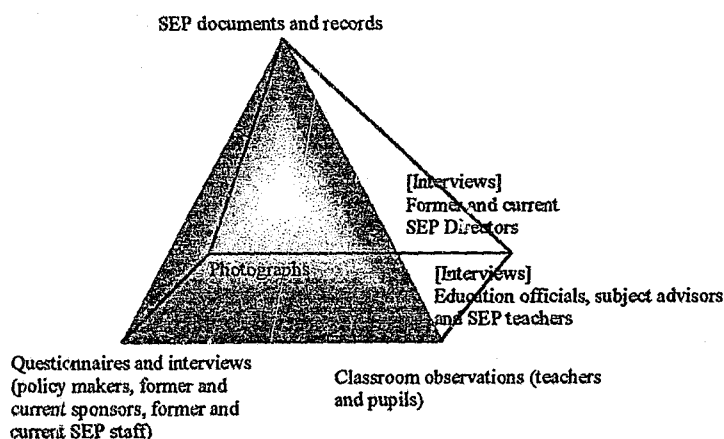 SEP documents and records
[Interviews]
Former and current
SEP Directors
Photographs
[Interviews]
Education officials, subject advisors
and SEP teachers
Questionnaires and interviews
(policy makers, former and
current sponsors, former and
current SEP staff)
Classroom observations (teachers
and pupils)